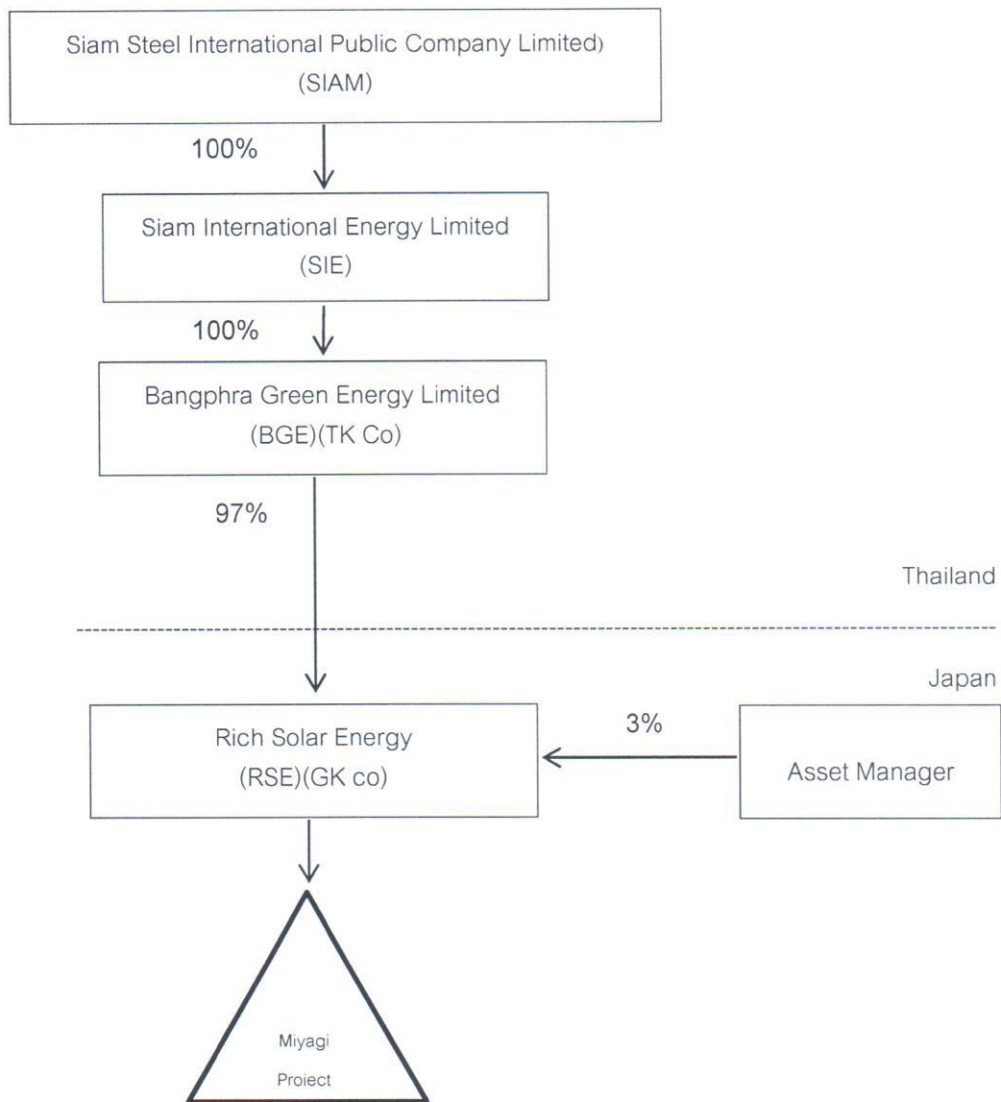 Siam Steel International Public Company Limited)
(SIAM)
100%
Siam International Energy Limited
(SIE)
100%
Bangphra Green Energy Limited
(BGE)(TK Co)
97%
Thailand
Japan
Rich Solar Energy
(RSE)(GK co)
3%
Asset Manager
Miyagi
Project